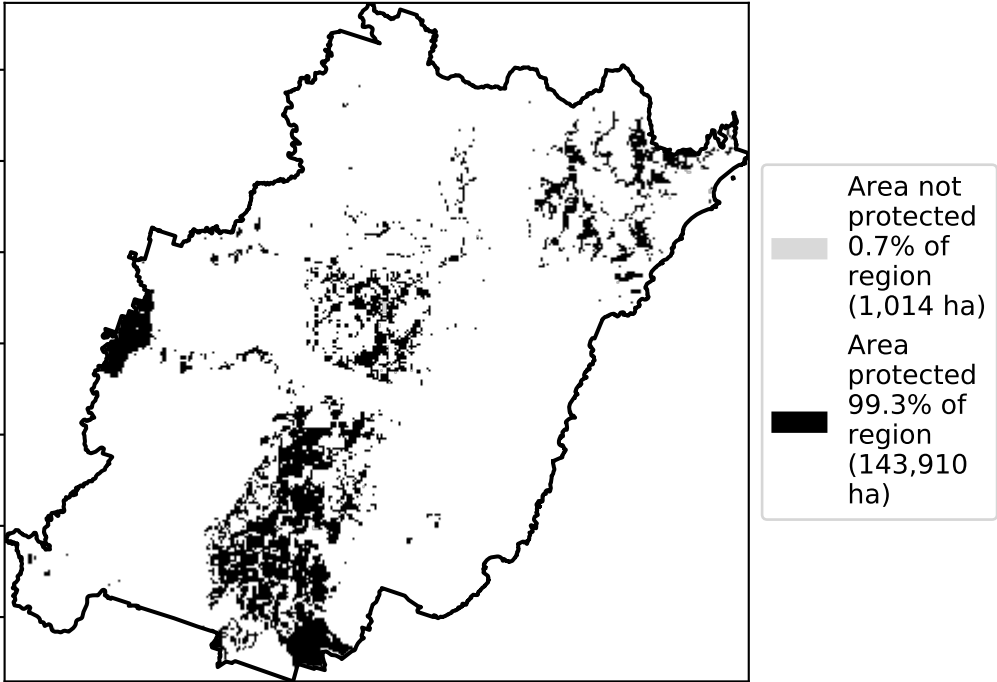 Area not
protected
0.7% of
region
(1,014 ha)
Area
protected
99.3% of
region
(143,910
ha)